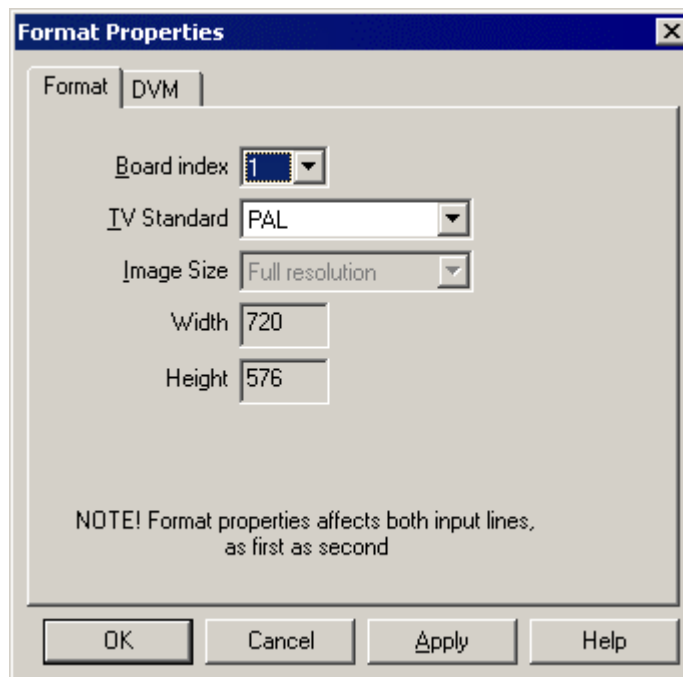 Format Properties
Format DVM
Board index 1
TV Standard PAL
Image Size Full resolution
Width 720
Height 576
NOTE! Format properties affects both input lines,
as first as second
OK Cancel Apply Help